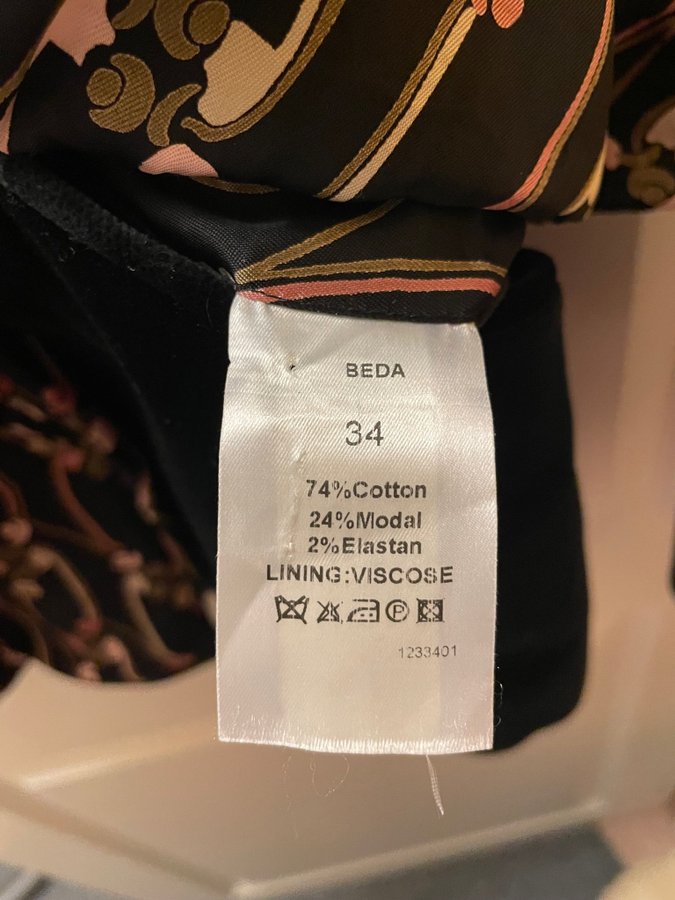 BEDA
34
74%Cotton
24%Modal
2%Elastan
LINING:VISCOSE
P
1233401